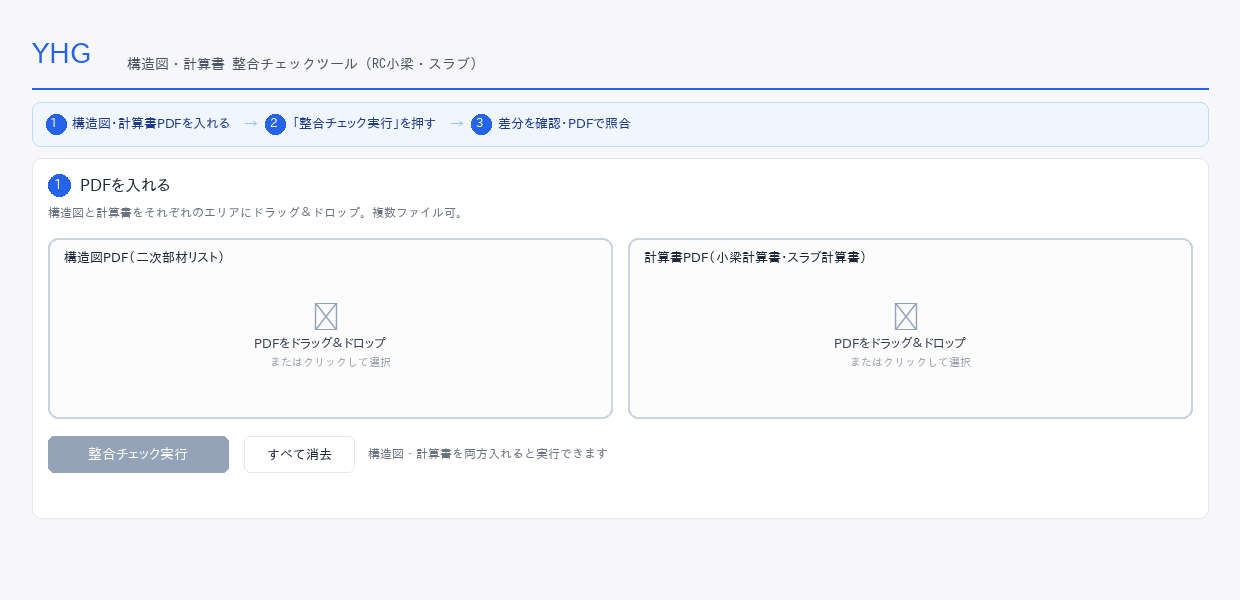 YHG
構造図・計算書 整合チェックツール（RC小梁・スラブ）
1 構造図・計算書PDFを入れる → 2 「整合チェック実行」を押す → 3 差分を確認・PDFで照合
1 PDFを入れる
構造図と計算書をそれぞれのエリアにドラッグ＆ドロップ。複数ファイル可。
構造図PDF（二次部材リスト）
PDFをドラッグ＆ドロップ
またはクリックして選択
計算書PDF（小梁計算書・スラブ計算書）
PDFをドラッグ＆ドロップ
またはクリックして選択
整合チェック実行
すべて消去
構造図・計算書を両方入れると実行できます